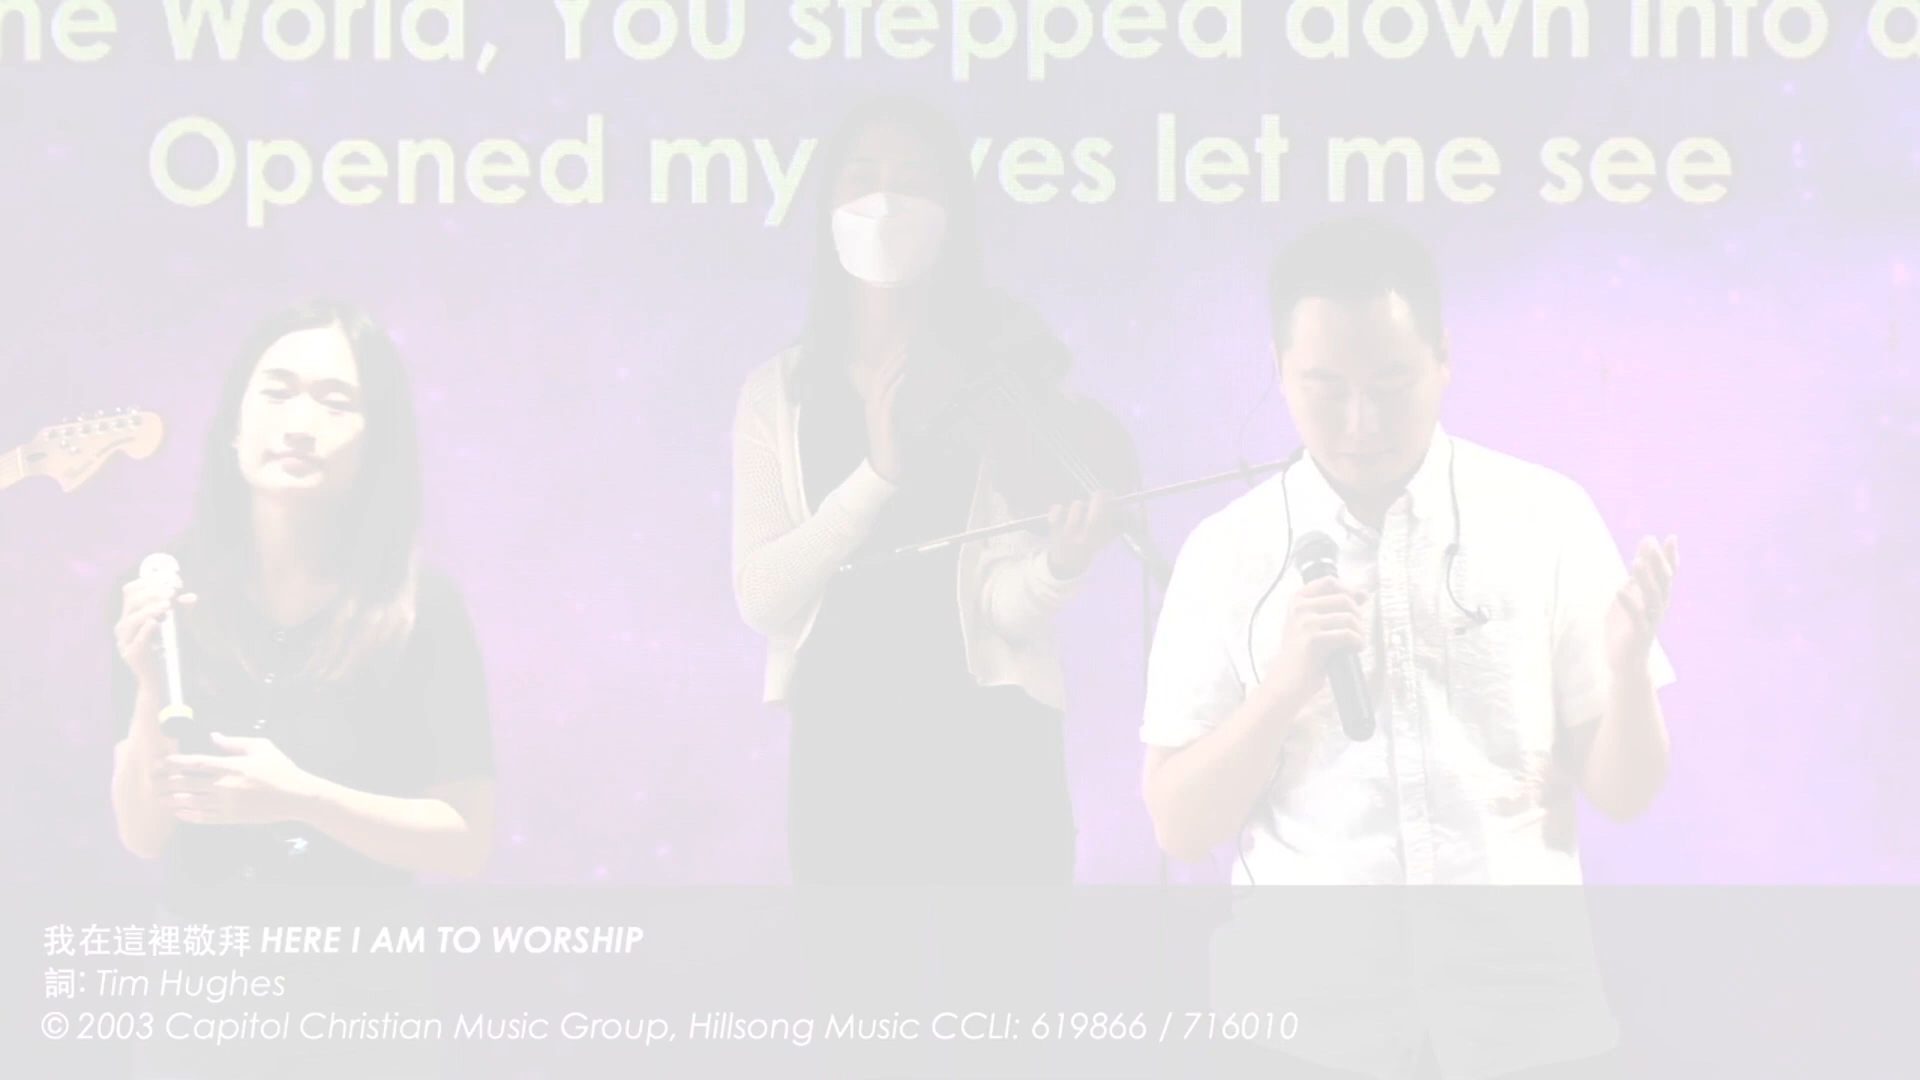 he World, You stepped down into d
Opened my yes let me see
我在這裡敬拜 HERE I AM TO WORSHIP
詞: Tim Hughes
© 2003 Capitol Christian Music Group, Hillsong Music CCLI: 619866 / 716010